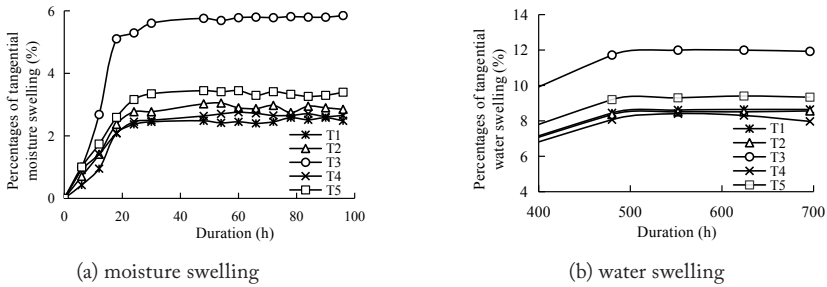 Percentages of tangential
moisture swelling (%)
6
4
2
0
0 20 40 60 80 100
Duration (h)
T1
T2
T3
T4
T5
(a) moisture swelling
Percentages of tangential
water swelling (%)
14
12
10
8
6
4
400 500 600 700
Duration (h)
T1
T2
T3
T4
T5
(b) water swelling